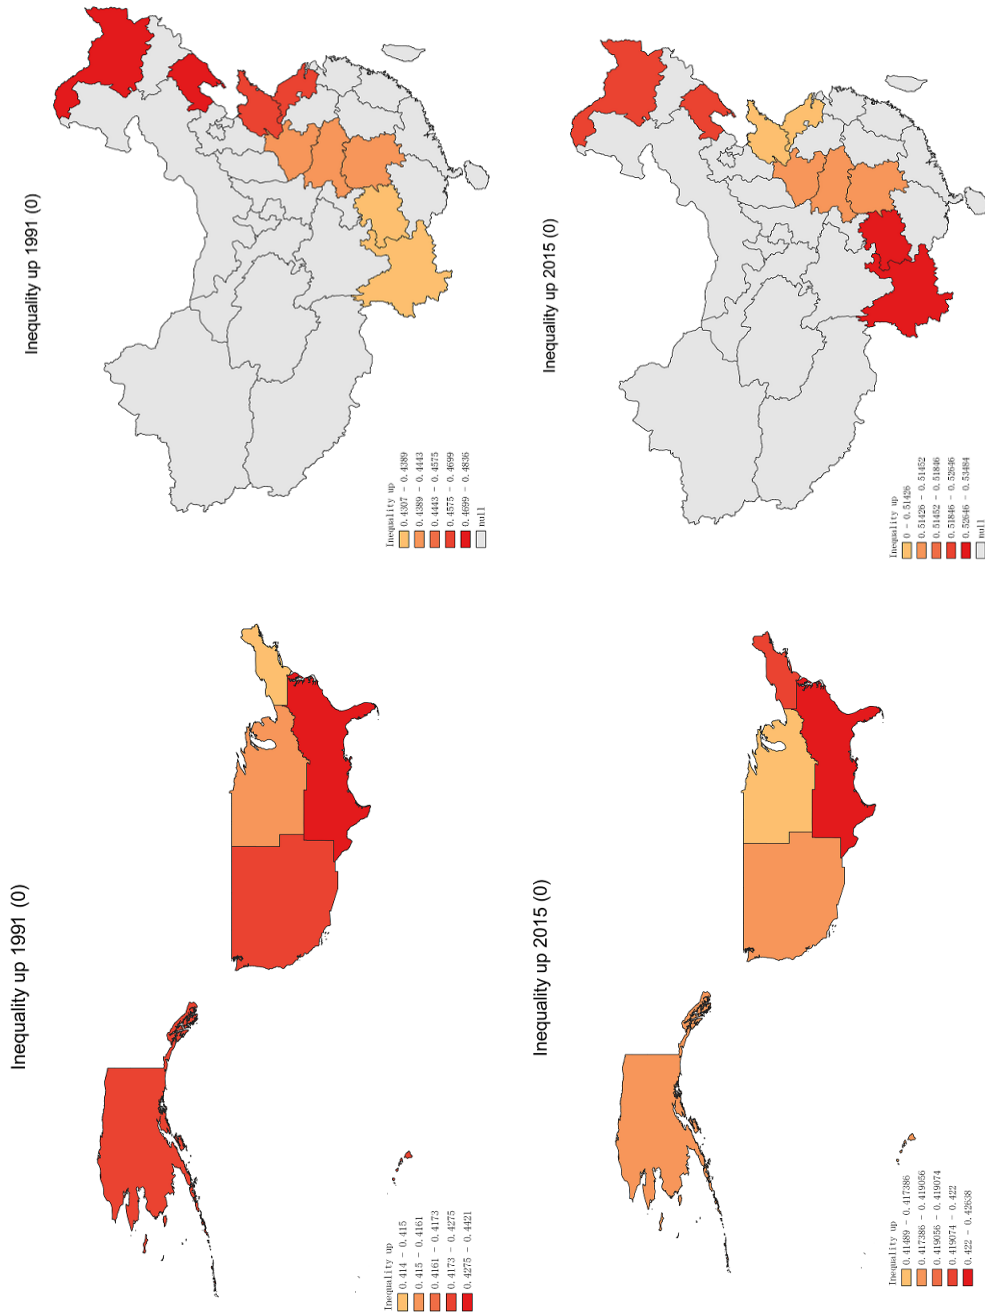 Inequality up 1991 (0)
Inequality up
0.414 - 0.415
0.415 - 0.4161
0.4161 - 0.4173
0.4173 - 0.4275
0.4275 - 0.4421
Inequality up 1991 (0)
Inequality up
0.4307 - 0.4389
0.4389 - 0.4443
0.4443 - 0.4575
0.4575 - 0.4699
0.4699 - 0.4836
null
Inequality up 2015 (0)
Inequality up
0.41489 - 0.417386
0.417386 - 0.419056
0.419056 - 0.419074
0.419074 - 0.422
0.422 - 0.42638
Inequality up 2015 (0)
Inequality up
0 - 0.51426
0.51426 - 0.51452
0.51452 - 0.51846
0.51846 - 0.52646
0.52646 - 0.53484
null